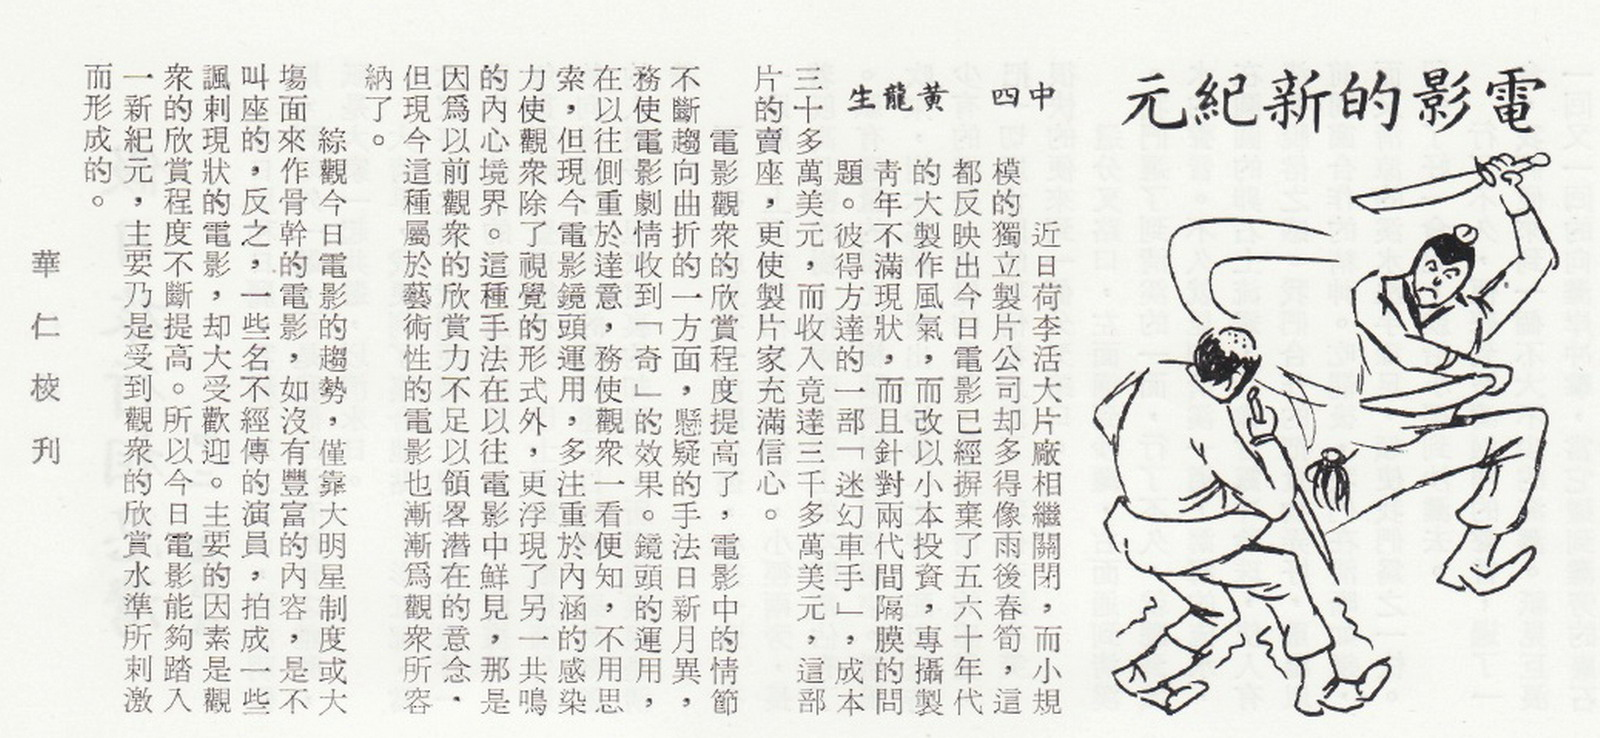 電影的新紀元
中四 黃龍生
近日荷李活大片廠相繼關閉，而小規
模的獨立製片公司却多得像雨後春筍，這
都反映出今日電影已經摒棄了五六十年代
的大製作風氣，而改以小本投資，專攝製
靑年不滿現狀，而且針對兩代間隔膜的問
題。彼得方達的一部「迷幻車手」，成本
三十多萬美元，而收入竟達三千多萬美元，這部
片的賣座，更使製片家充滿信心。
電影觀衆的欣賞程度提高了，電影中的情節
不斷趨向曲折的一方面，懸疑的手法日新月異，
務使電影劇情收到「奇」的效果。鏡頭的運用，
在以往側重於達意，務使觀衆一看便知，不用思
索，但現今電影鏡頭運用，多注重於內涵的感染
力使觀衆除了視覺的形式外，更浮現了另一共鳴
的內心境界。這種手法在以往電影中鮮見，那是
因爲以前觀衆的欣賞力不足以領畧潛在的意念．
但現今這種屬於藝術性的電影也漸漸爲觀衆所容
納了。
綜觀今日電影的趨勢，僅靠大明星制度或大
塲面來作骨幹的電影，如沒有豐富的內容，是不
叫座的，反之，一些名不經傳的演員，拍成一些
諷刺現狀的電影，却大受歡迎。主要的因素是觀
衆的欣賞程度不斷提高。所以今日電影能夠踏入
一新紀元，主要乃是受到觀衆的欣賞水準所刺激
而形成的。
華仁校刋